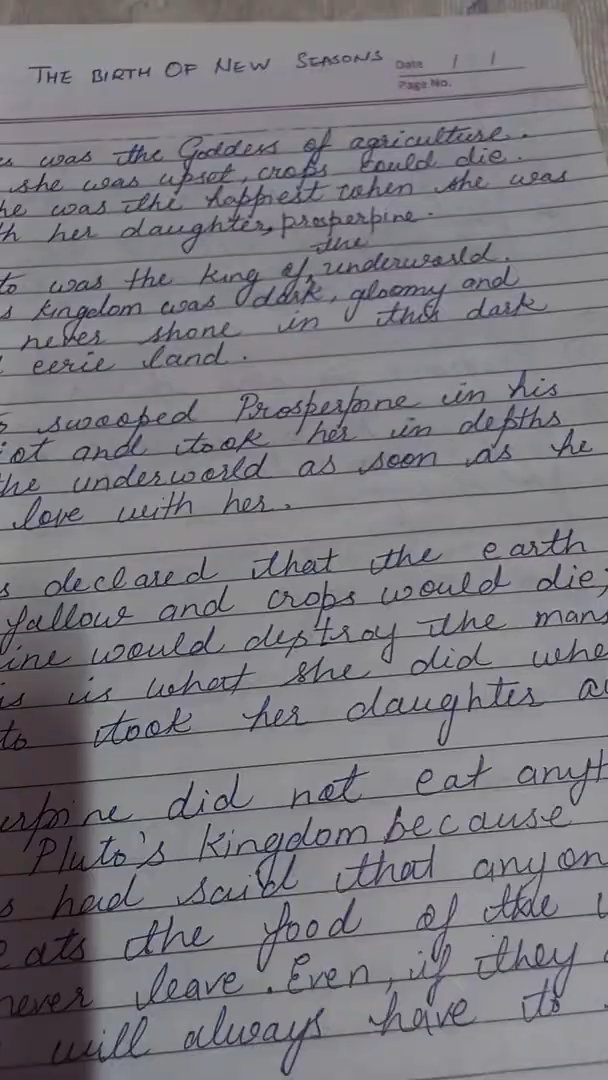 THE BIRTH OF NEW SEASONS
Date / /
Page No.
s was the Goddess of agriculture.
she was upset, crops would die.
he was the happiest when she was
h her daughter, prosperpine.
the
to was the king of, underworld.
s kingdom was dark, gloomy and
never shone in this dark
eerie land.
swooped Prosperpine in his
iot and took her in depths
he underworld as soon as he
love with her.
s declared that the earth
fallow and crops would die;
ine would destroy the mans
is is what she did whe
to took her daughter a
erpine did not eat anyt
Pluto's kingdom because
s had said that anyon
eats the food of the
never leave. Even, if they
will always have to